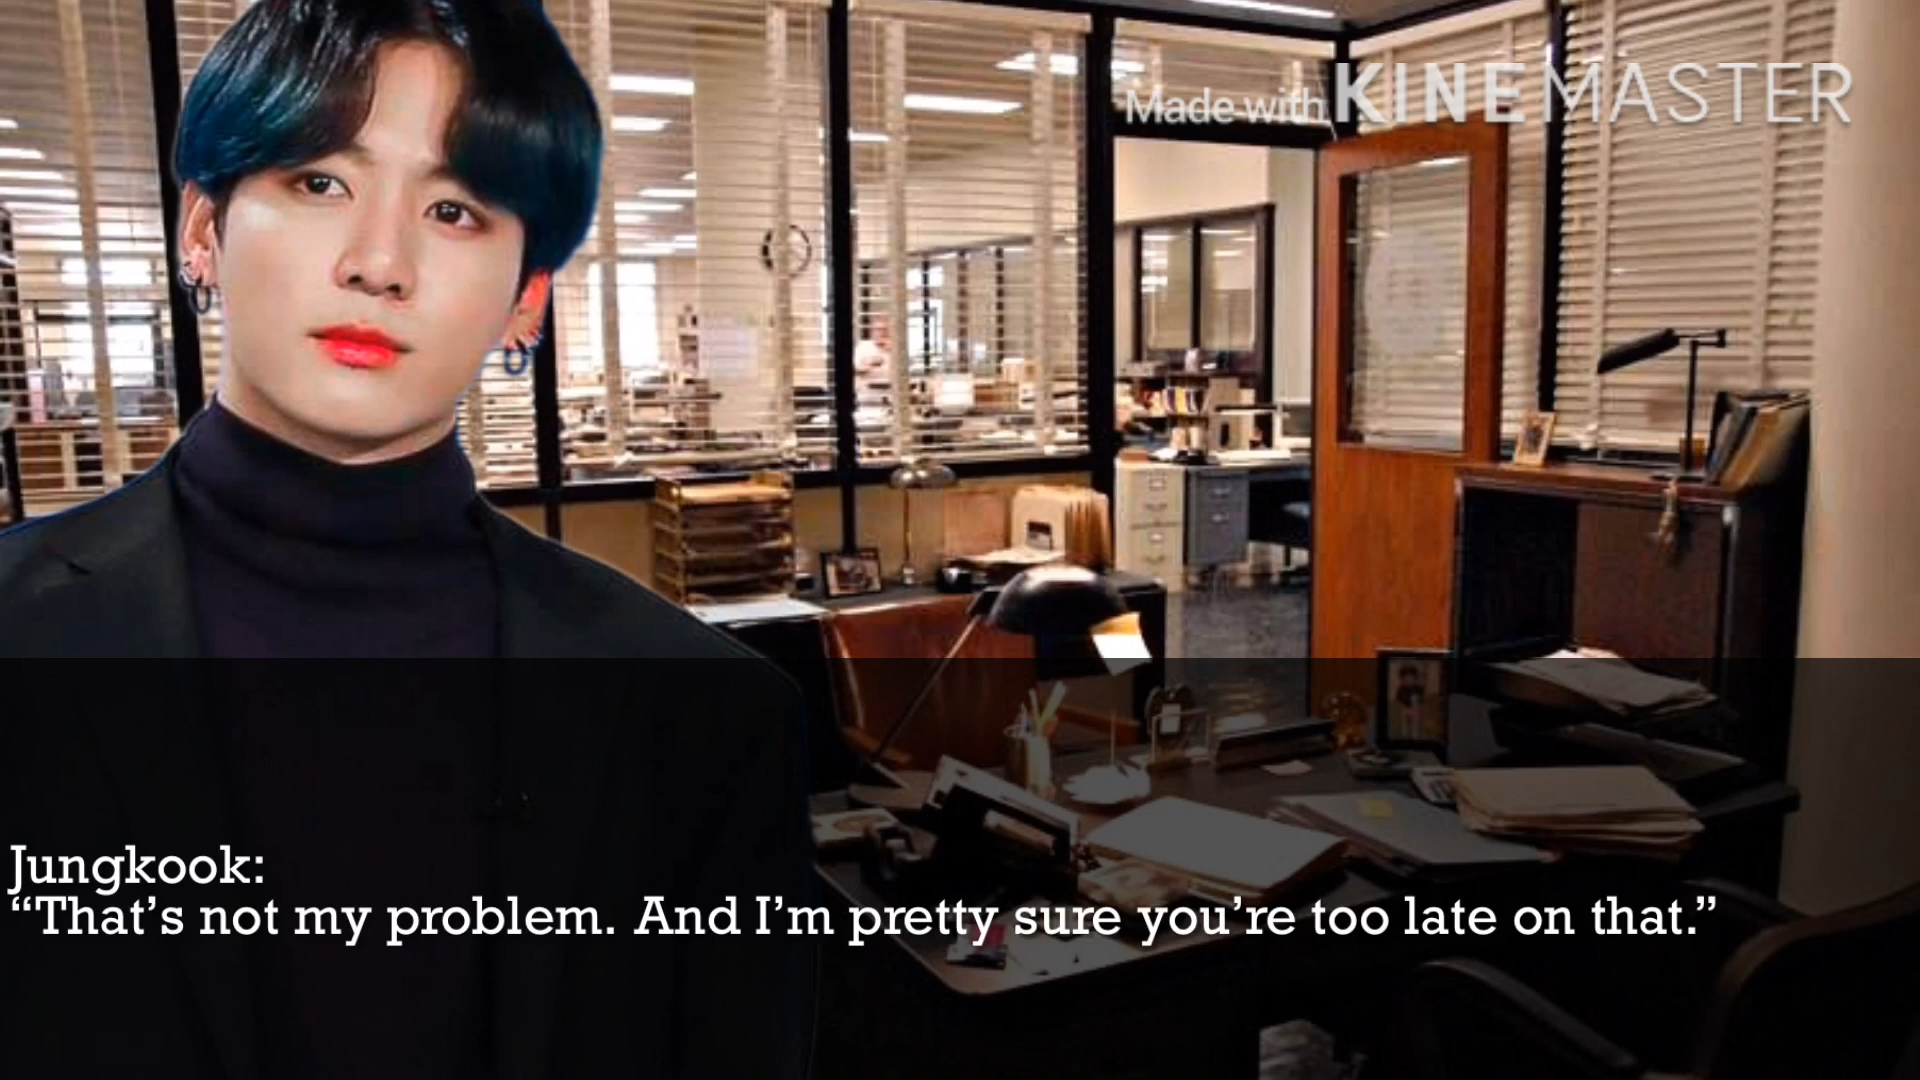 Made with KINEMASTER
Jungkook:
“That’s not my problem. And I’m pretty sure you’re too late on that.”